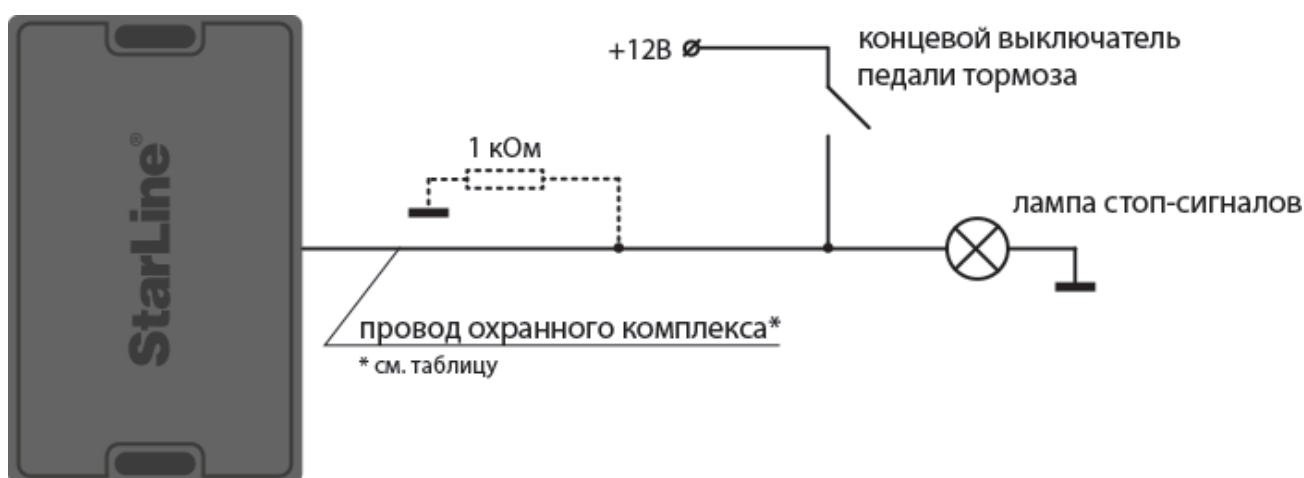 StarLine®
+12В
концевой выключатель
педали тормоза
1 кОм
лампа стоп-сигналов
провод охранного комплекса*
* см. таблицу